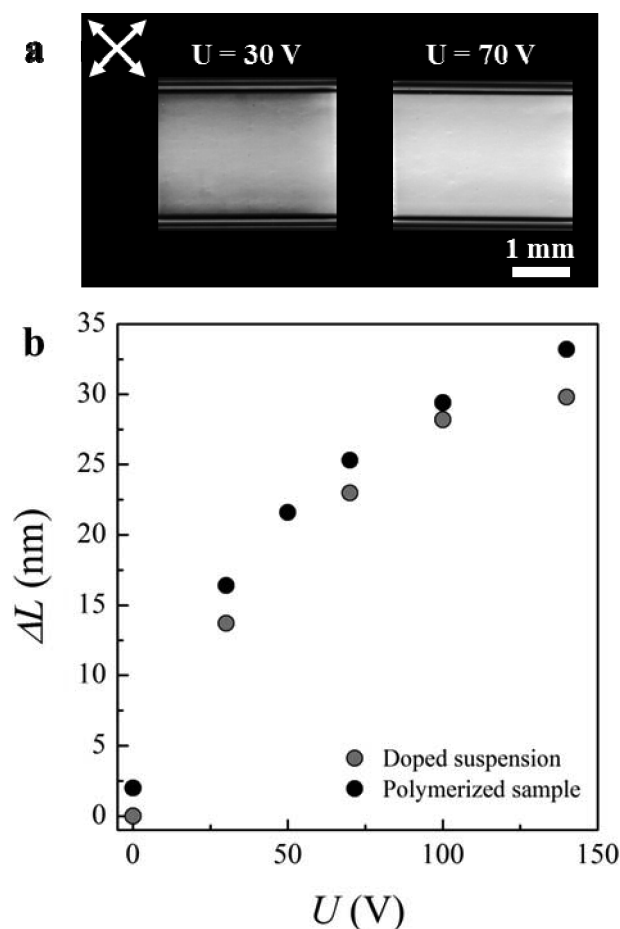 a
U = 30 V
U = 70 V
1 mm
b
35
30
25
20
15
10
5
0
ΔL (nm)
Doped suspension
Polymerized sample
0
50
100
150
U (V)